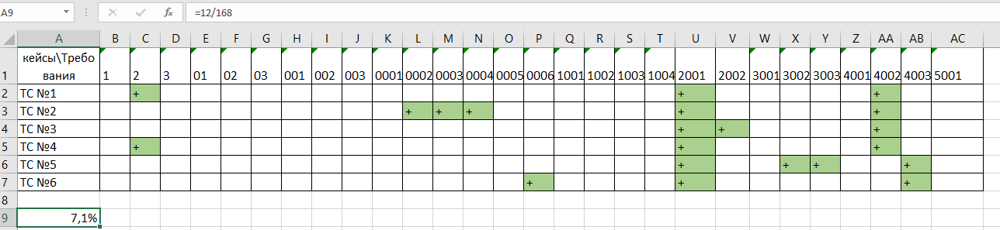 A9 fx =12/168
A B C D E F G H I J K L M N O P Q R S T U V W X Y Z AA AB AC
кейсы\Требо
1 вания 1 2 3 01 02 03 001 002 003 0001 0002 0003 0004 0005 0006 1001 1002 1003 1004 2001 2002 3001 3002 3003 4001 4002 4003 5001
2 ТС №1 + + +
3 ТС №2 + + + + +
4 ТС №3 + + +
5 ТС №4 + + +
6 ТС №5 + + + +
7 ТС №6 + + +
8
9 7,1%